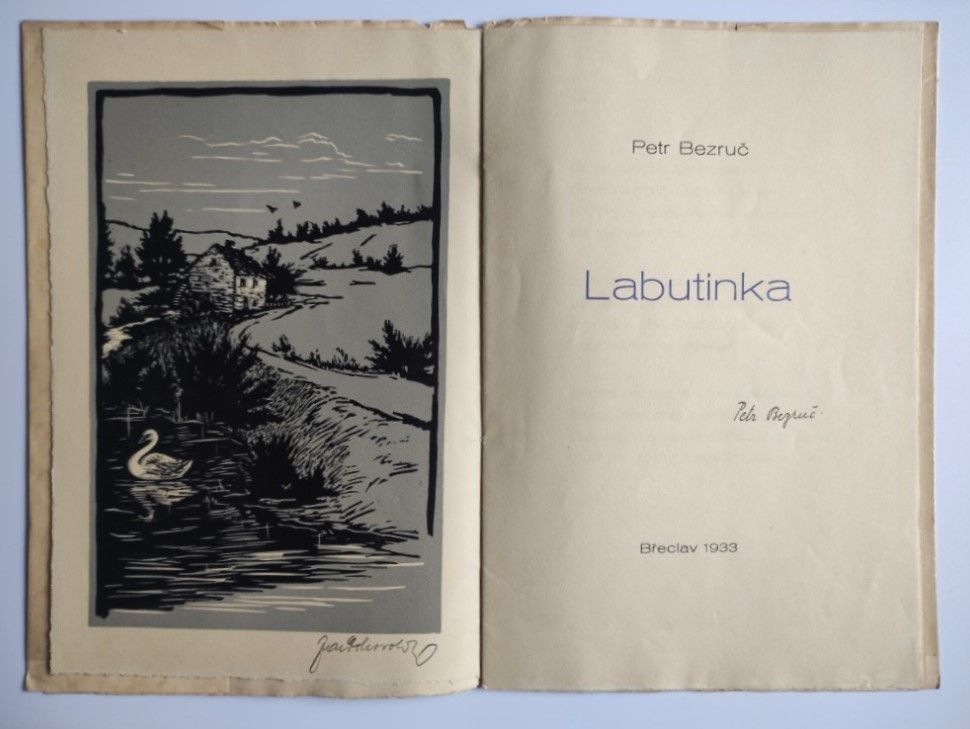 Petr Bezruč
Labutinka
Petr Bezruč
Břeclav 1933